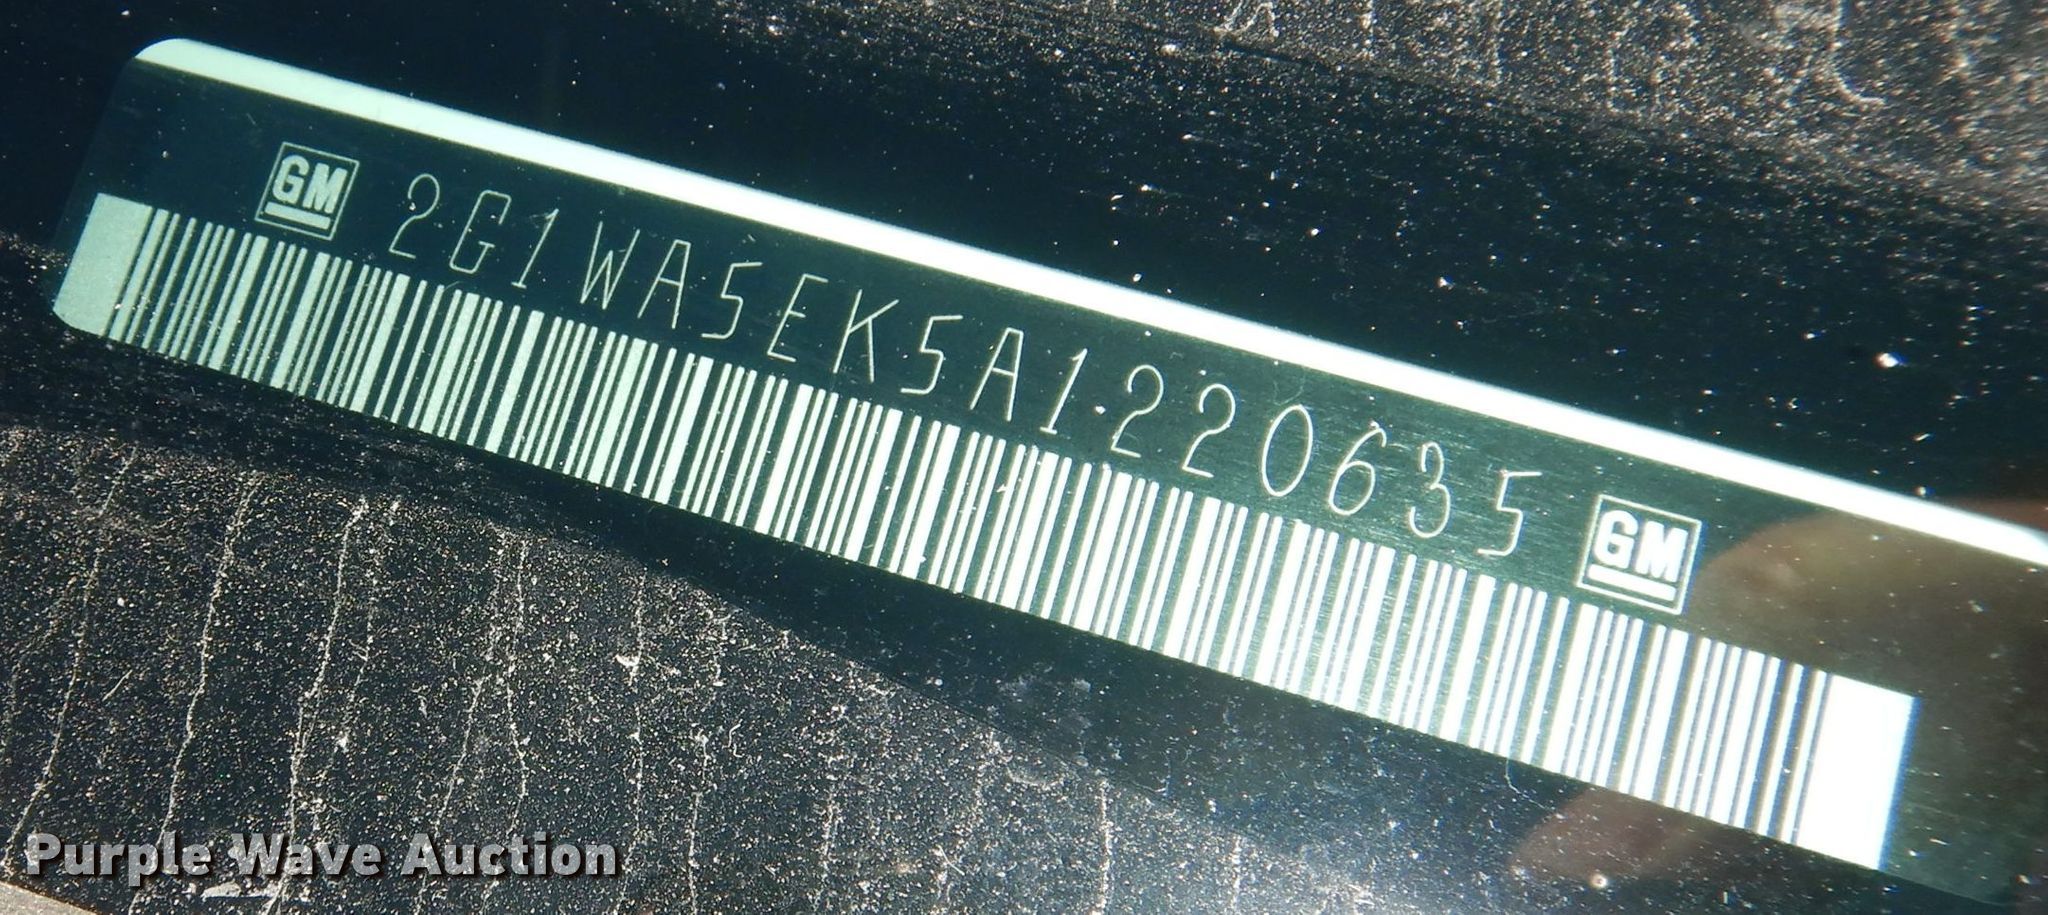 GM 2G1WA5EK5A1220635 GM
Purple Wave Auction